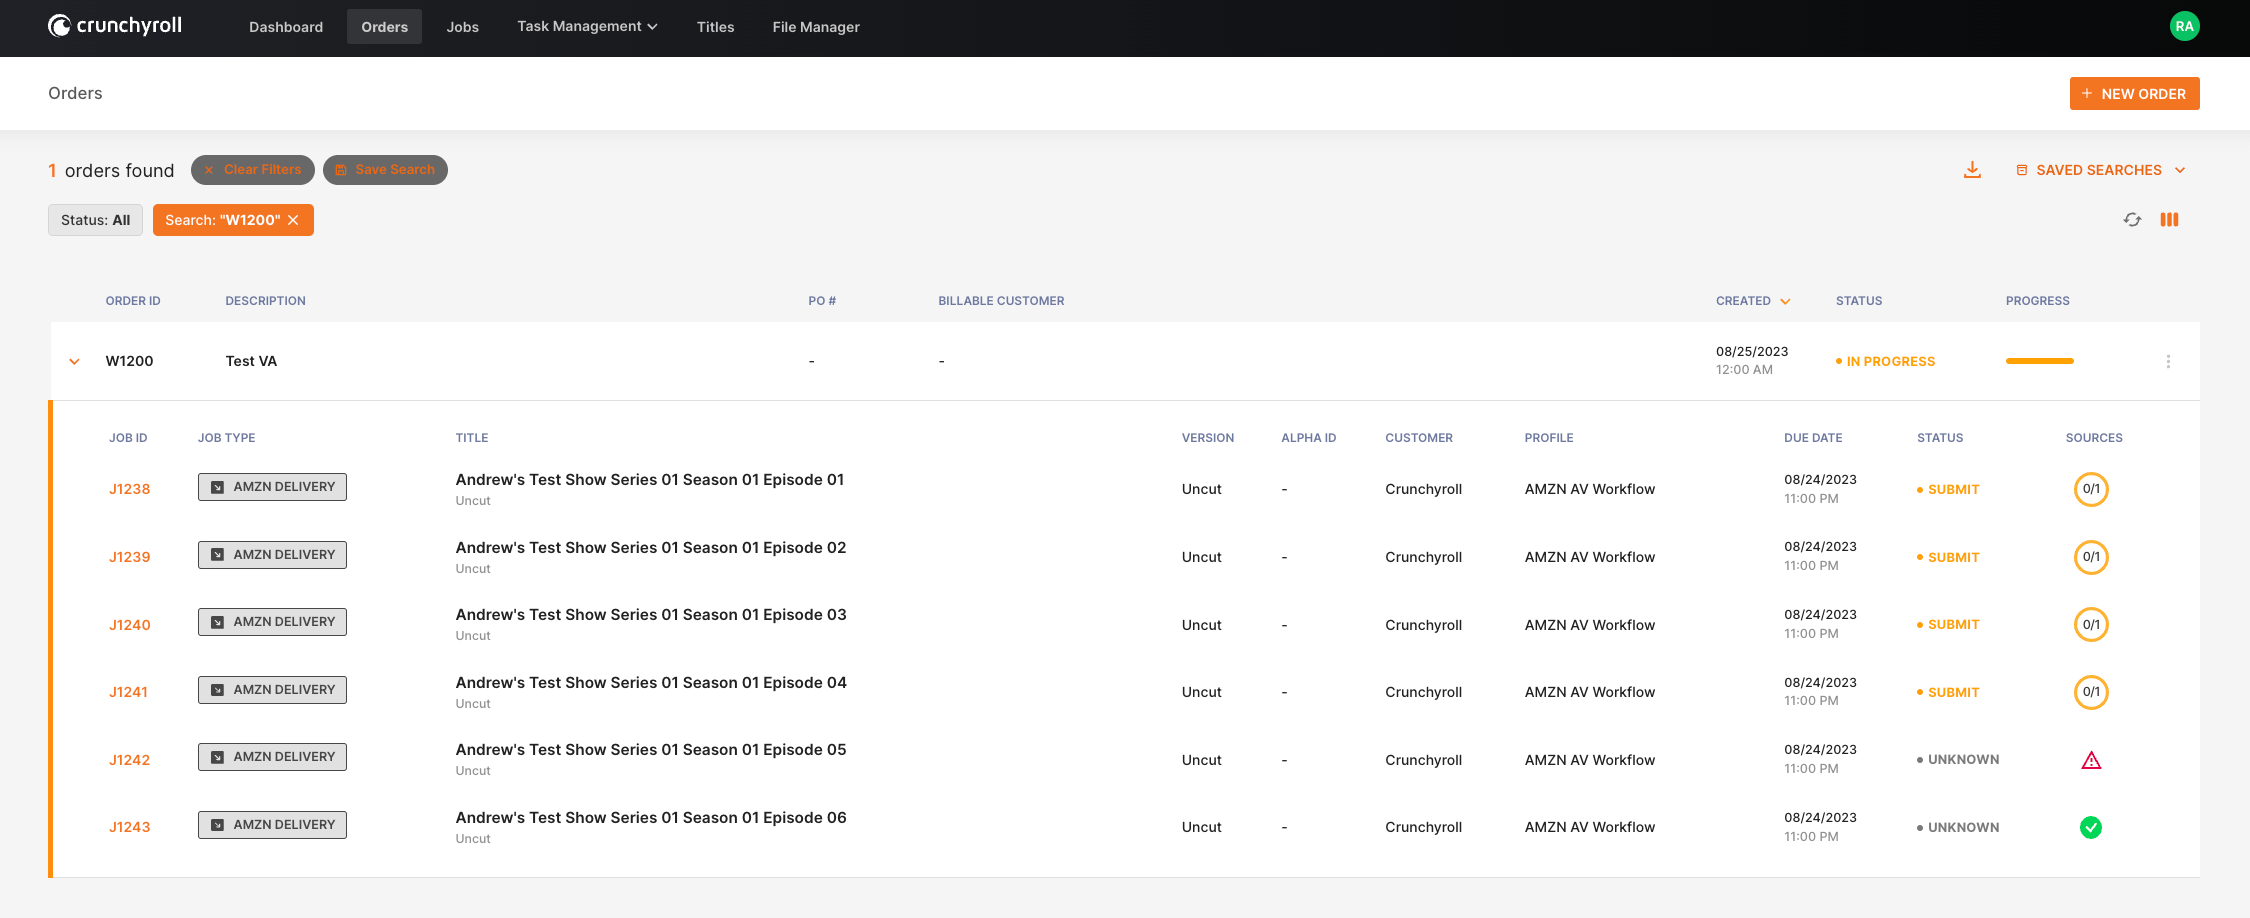 crunchyroll Dashboard Orders Jobs Task Management Titles File Manager RA
Orders + NEW ORDER
1 orders found Clear Filters Save Search SAVED SEARCHES
Status: All Search: "W1200"
ORDER ID DESCRIPTION PO # BILLABLE CUSTOMER CREATED STATUS PROGRESS
W1200 Test VA - - 08/25/2023 IN PROGRESS
12:00 AM
JOB ID JOB TYPE TITLE VERSION ALPHA ID CUSTOMER PROFILE DUE DATE STATUS SOURCES
J1238 AMZN DELIVERY Andrew's Test Show Series 01 Season 01 Episode 01 Uncut - Crunchyroll AMZN AV Workflow 08/24/2023 SUBMIT 0/1
Uncut 11:00 PM
J1239 AMZN DELIVERY Andrew's Test Show Series 01 Season 01 Episode 02 Uncut - Crunchyroll AMZN AV Workflow 08/24/2023 SUBMIT 0/1
Uncut 11:00 PM
J1240 AMZN DELIVERY Andrew's Test Show Series 01 Season 01 Episode 03 Uncut - Crunchyroll AMZN AV Workflow 08/24/2023 SUBMIT 0/1
Uncut 11:00 PM
J1241 AMZN DELIVERY Andrew's Test Show Series 01 Season 01 Episode 04 Uncut - Crunchyroll AMZN AV Workflow 08/24/2023 SUBMIT 0/1
Uncut 11:00 PM
J1242 AMZN DELIVERY Andrew's Test Show Series 01 Season 01 Episode 05 Uncut - Crunchyroll AMZN AV Workflow 08/24/2023 UNKNOWN
Uncut 11:00 PM
J1243 AMZN DELIVERY Andrew's Test Show Series 01 Season 01 Episode 06 Uncut - Crunchyroll AMZN AV Workflow 08/24/2023 UNKNOWN
Uncut 11:00 PM